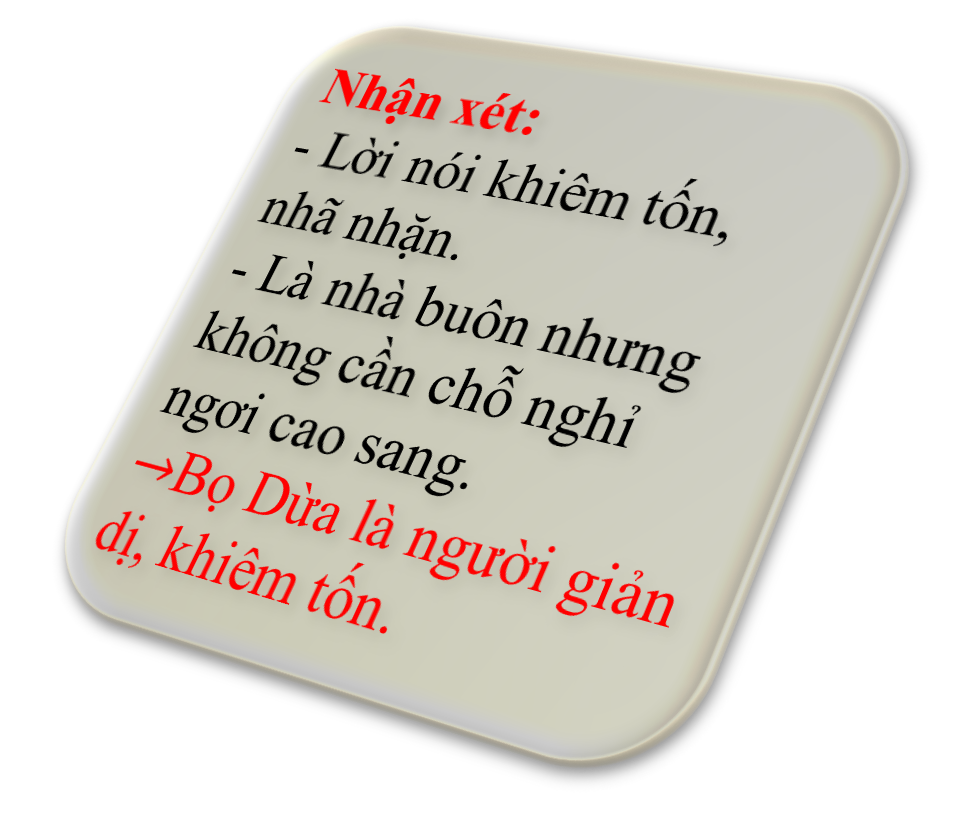 Nhận xét:
- Lời nói khiêm tốn,
nhã nhặn.
- Là nhà buôn nhưng
không cần chỗ nghỉ
ngơi cao sang.
→Bọ Dừa là người giản
dị, khiêm tốn.